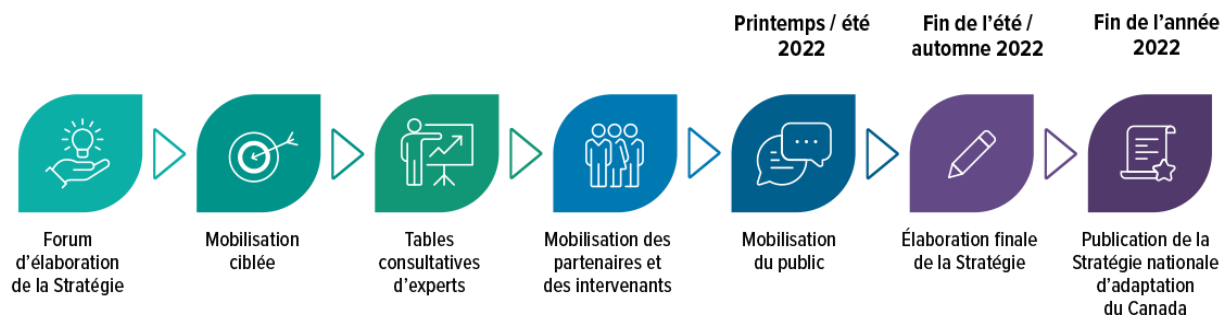 Printemps / été
2022
Fin de l’été /
automne 2022
Fin de l’année
2022
Forum
d’élaboration
de la Stratégie
Mobilisation
ciblée
Tables
consultatives
d’experts
Mobilisation des
partenaires et
des intervenants
Mobilisation
du public
Élaboration finale
de la Stratégie
Publication de la
Stratégie nationale
d’adaptation
du Canada